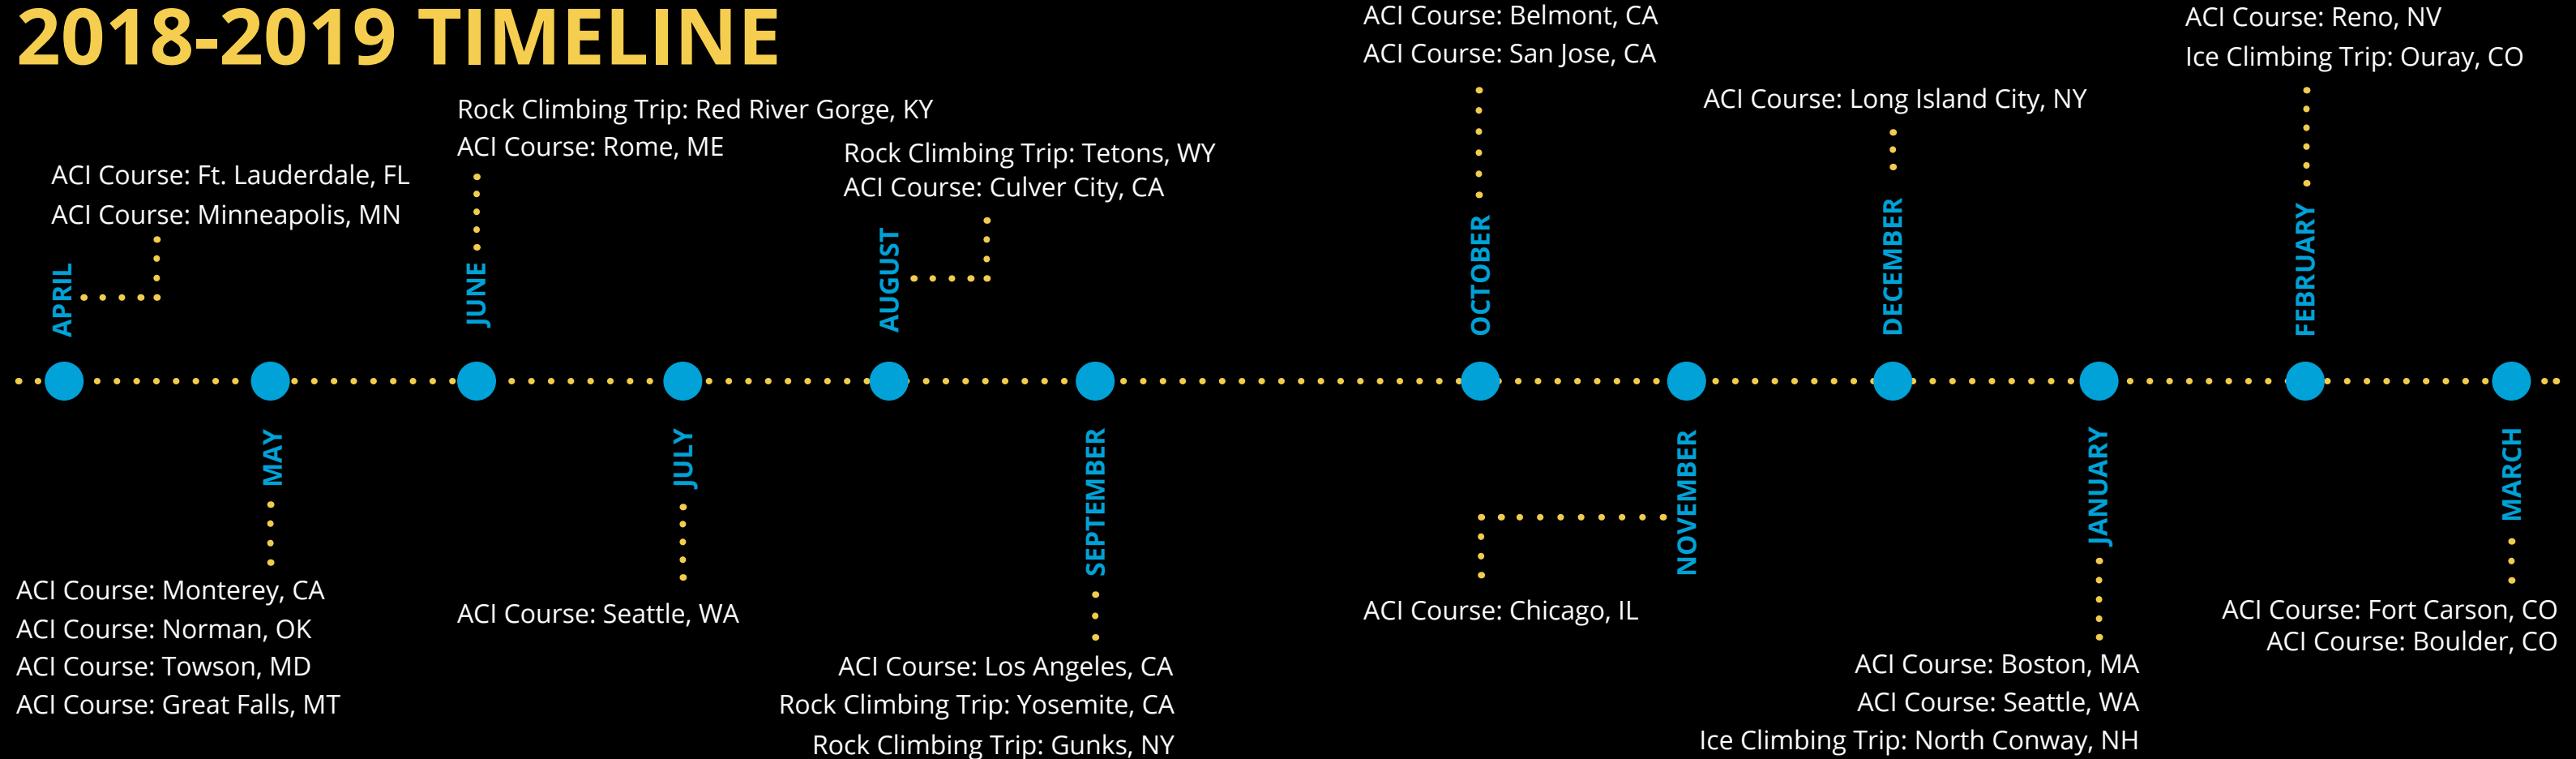 2018-2019 TIMELINE
ACI Course: Ft. Lauderdale, FL
ACI Course: Minneapolis, MN
APRIL
MAY
ACI Course: Monterey, CA
ACI Course: Norman, OK
ACI Course: Towson, MD
ACI Course: Great Falls, MT
Rock Climbing Trip: Red River Gorge, KY
ACI Course: Rome, ME
JUNE
JULY
ACI Course: Seattle, WA
Rock Climbing Trip: Tetons, WY
ACI Course: Culver City, CA
AUGUST
SEPTEMBER
ACI Course: Los Angeles, CA
Rock Climbing Trip: Yosemite, CA
Rock Climbing Trip: Gunks, NY
ACI Course: Belmont, CA
ACI Course: San Jose, CA
OCTOBER
NOVEMBER
ACI Course: Chicago, IL
ACI Course: Long Island City, NY
DECEMBER
JANUARY
ACI Course: Boston, MA
ACI Course: Seattle, WA
Ice Climbing Trip: North Conway, NH
ACI Course: Reno, NV
Ice Climbing Trip: Ouray, CO
FEBRUARY
MARCH
ACI Course: Fort Carson, CO
ACI Course: Boulder, CO